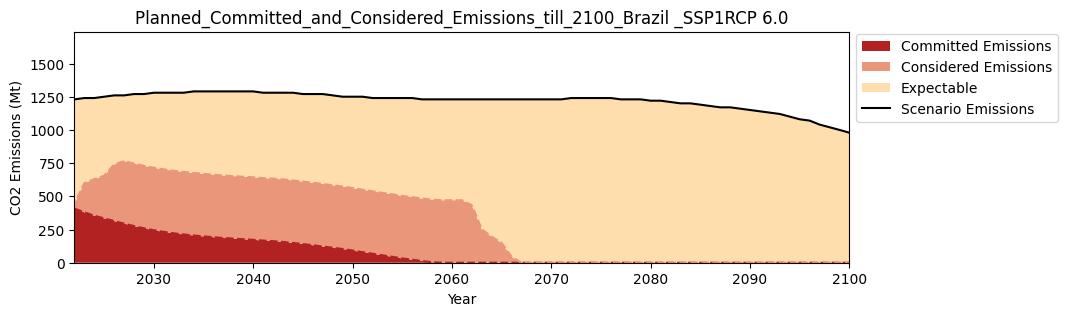 Planned_Committed_and_Considered_Emissions_till_2100_Brazil _SSP1RCP 6.0
CO2 Emissions (Mt)
1500
1250
1000
750
500
250
0
2030 2040 2050 2060 2070 2080 2090 2100
Year
Committed Emissions
Considered Emissions
Expectable
Scenario Emissions